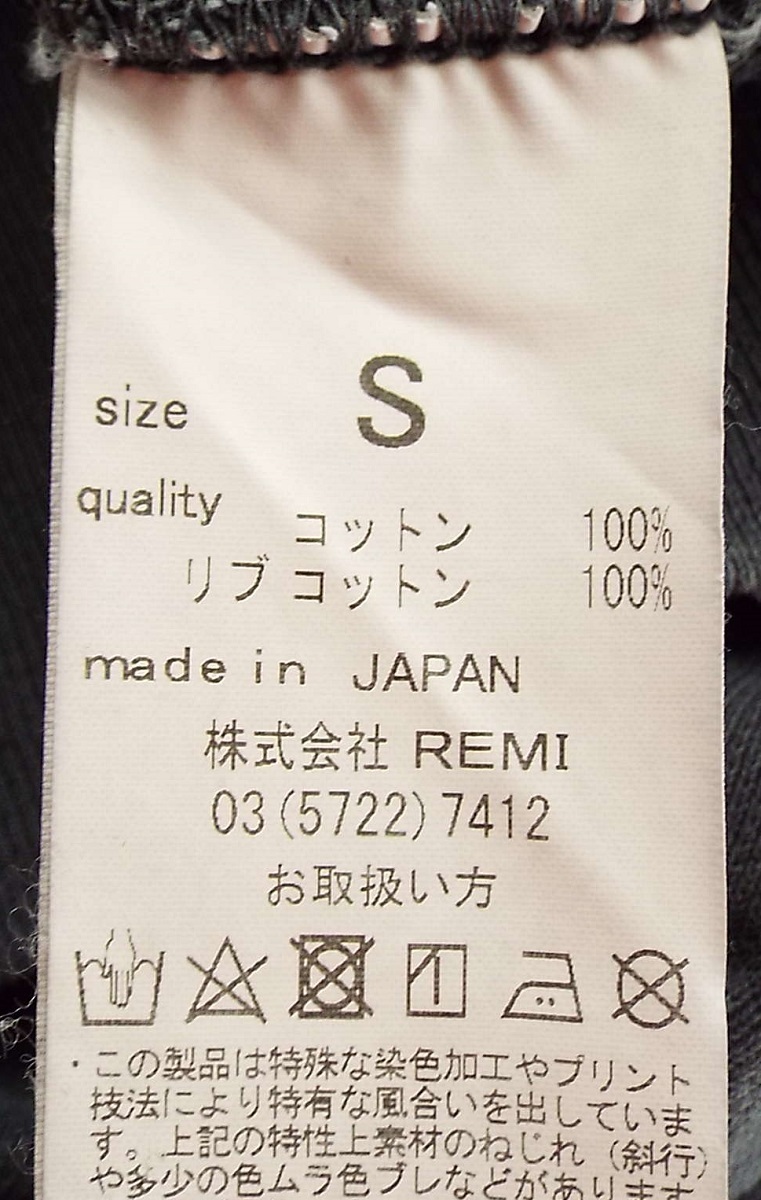 size S
quality コットン 100%
リブ コットン 100%
made in JAPAN
株式会社 REMI
03(5722)7412
お取扱い方
・この製品は特殊な染色加工やプリント
技法により特有な風合いを出していま
す。上記の特性上素材のねじれ（斜行）
や多少の色ムラ色ブレなどがあります